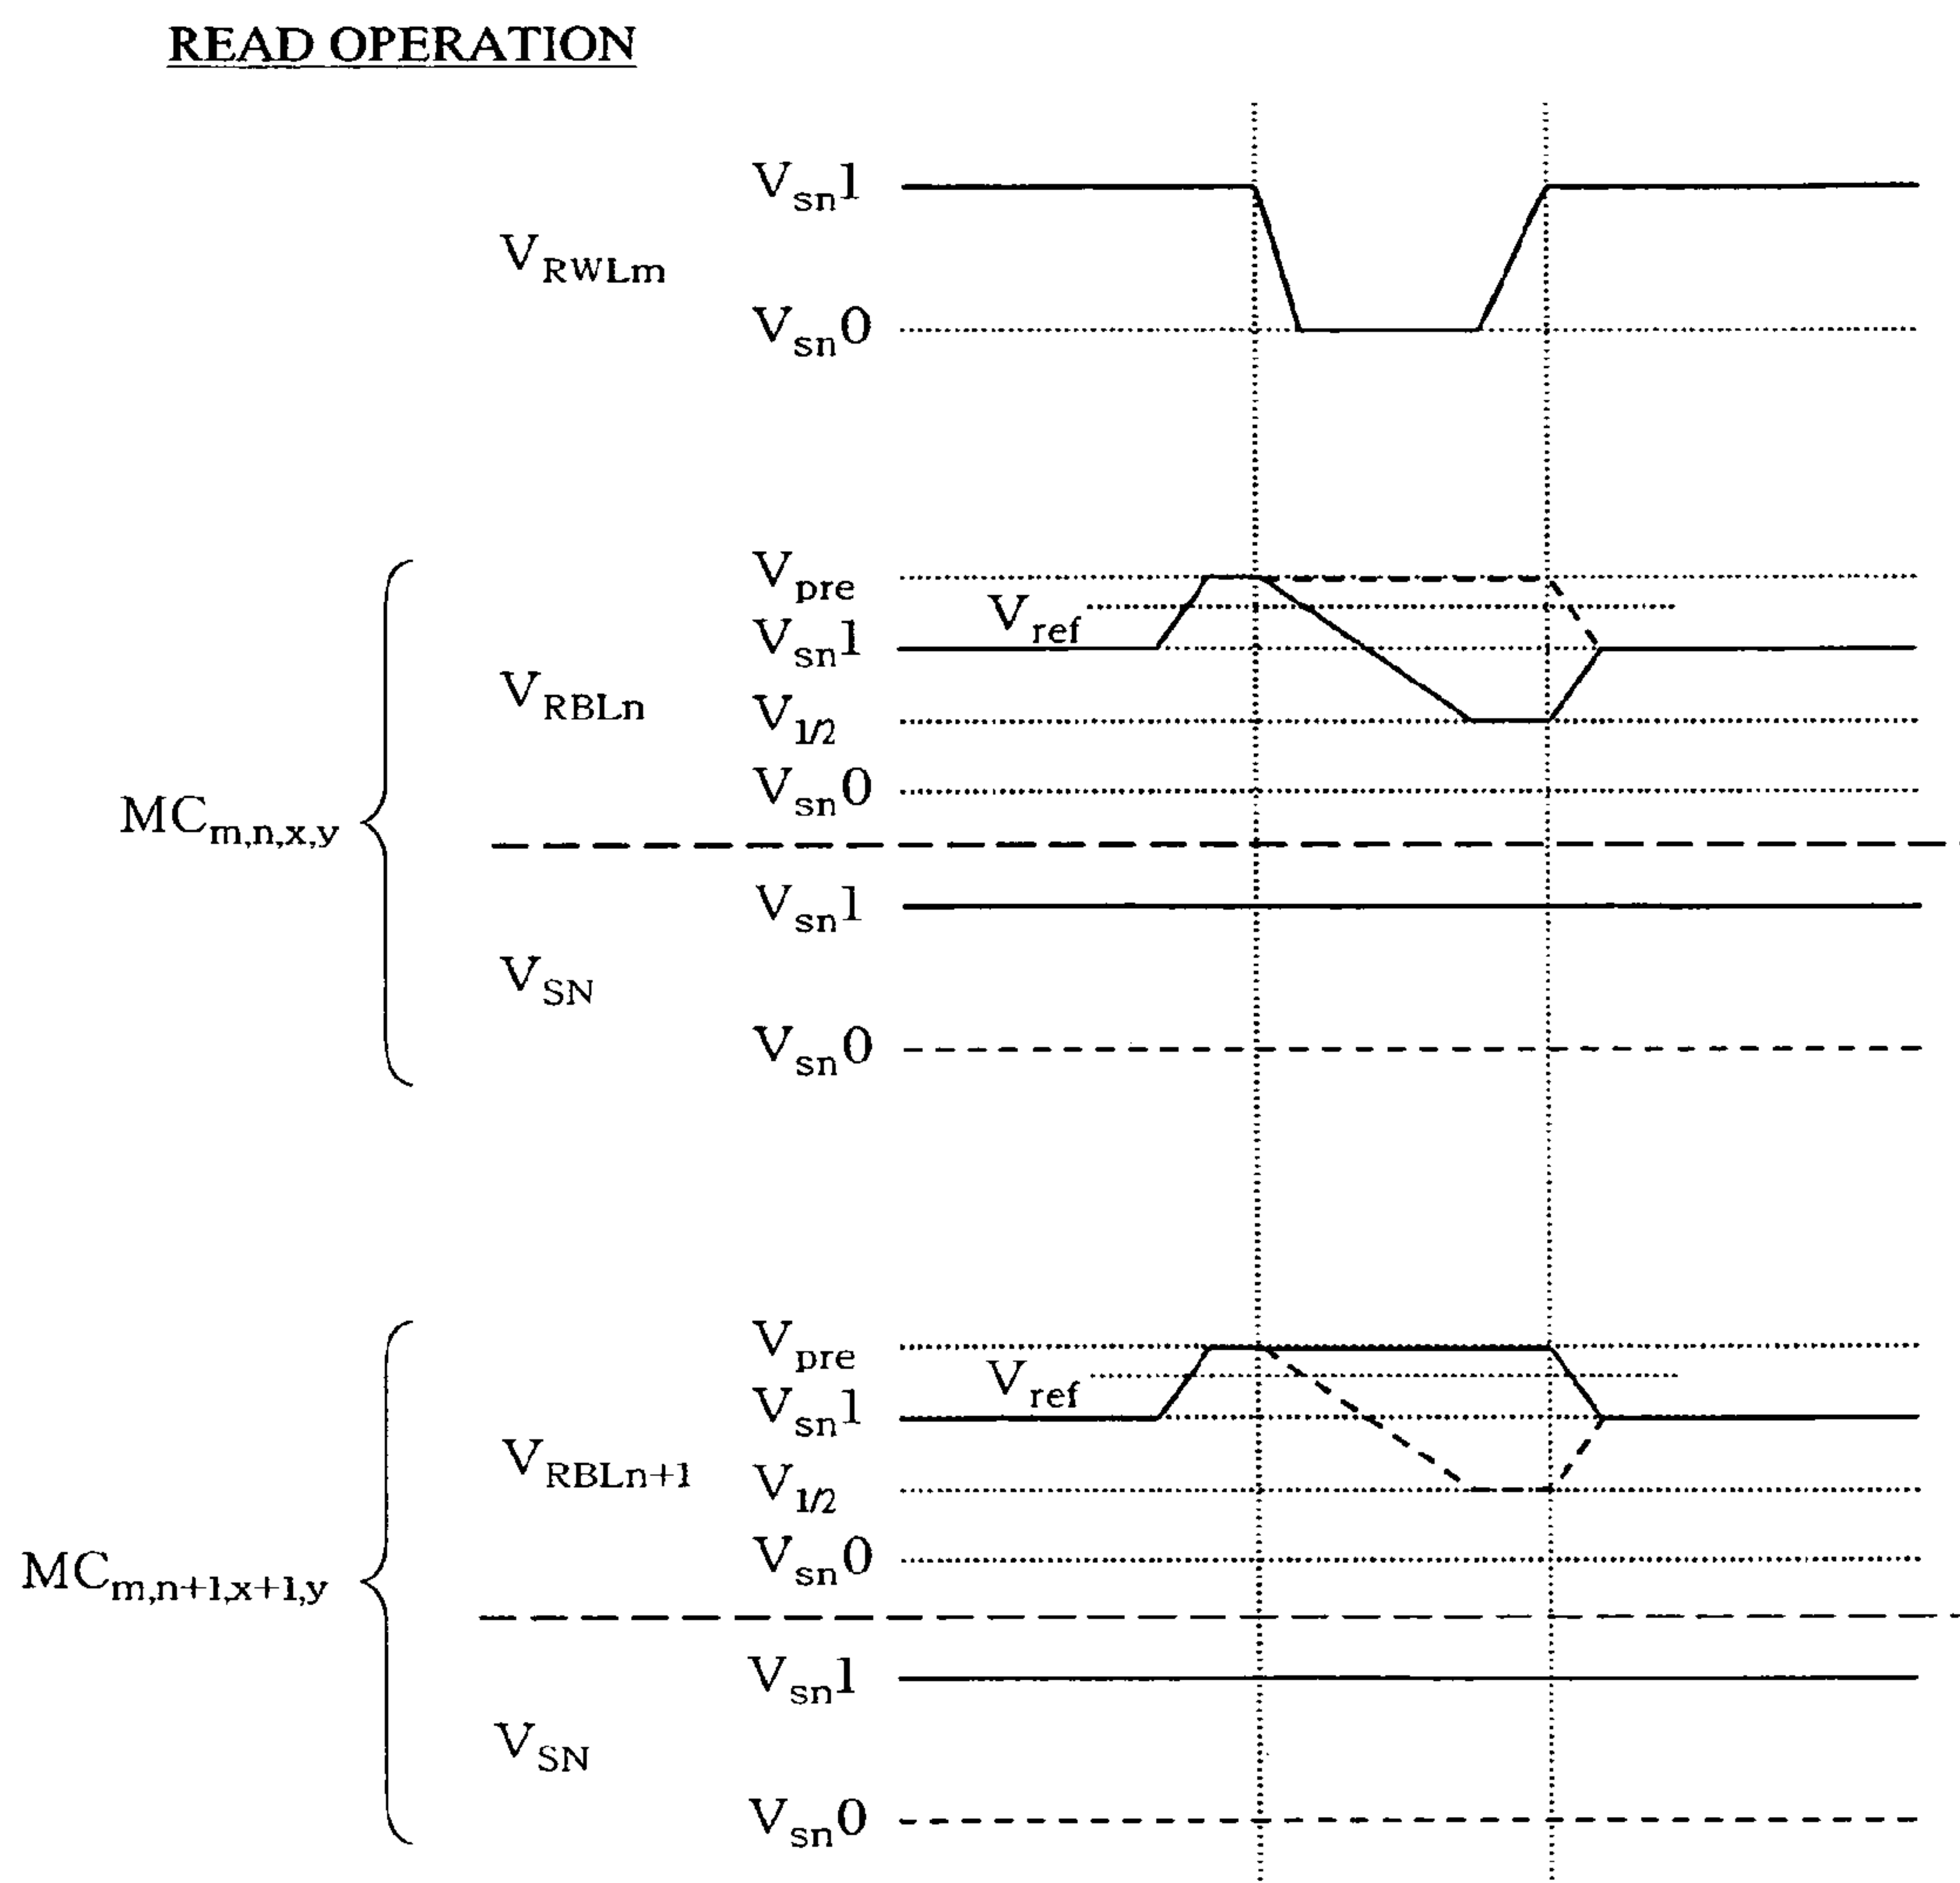 READ OPERATION
V_sn1
V_RWLm
V_sn0
V_pre
V_ref
V_sn1
V_RBLn
V_1/2
V_sn0
MC_m,n,x,y
V_sn1
V_SN
V_sn0
V_pre
V_ref
V_sn1
V_RBLn+1
V_1/2
V_sn0
MC_m,n+1,x+1,y
V_sn1
V_SN
V_sn0